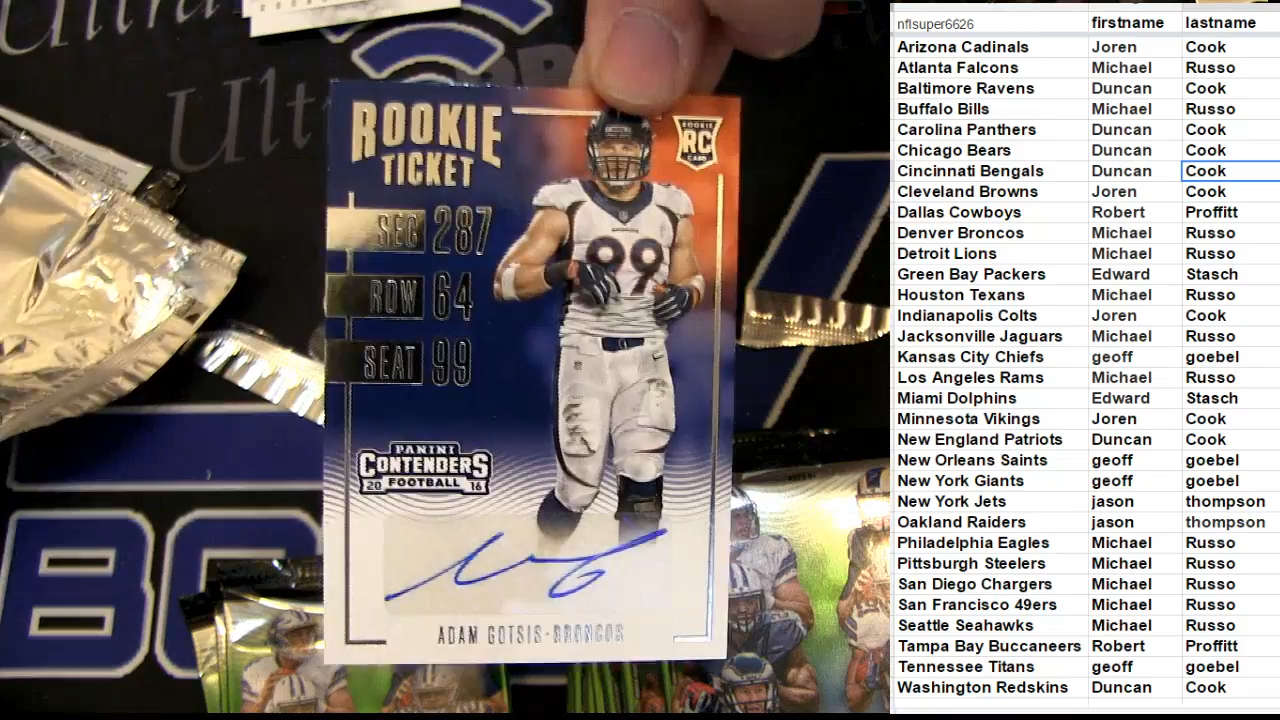 ROOKIE
TICKET
ROOKIE
RC
CARD
SEC 287
ROW 64
SEAT 99
99
PANINI
CONTENDERS
20 FOOTBALL 16
ADAM GOTSIS-BRONCOS
Ult
BO
nflsuper6626 firstname lastname
Arizona Cadinals Joren Cook
Atlanta Falcons Michael Russo
Baltimore Ravens Duncan Cook
Buffalo Bills Michael Russo
Carolina Panthers Duncan Cook
Chicago Bears Duncan Cook
Cincinnati Bengals Duncan Cook
Cleveland Browns Joren Cook
Dallas Cowboys Robert Proffitt
Denver Broncos Michael Russo
Detroit Lions Michael Russo
Green Bay Packers Edward Stasch
Houston Texans Michael Russo
Indianapolis Colts Joren Cook
Jacksonville Jaguars Michael Russo
Kansas City Chiefs geoff goebel
Los Angeles Rams Michael Russo
Miami Dolphins Edward Stasch
Minnesota Vikings Joren Cook
New England Patriots Duncan Cook
New Orleans Saints geoff goebel
New York Giants geoff goebel
New York Jets jason thompson
Oakland Raiders jason thompson
Philadelphia Eagles Michael Russo
Pittsburgh Steelers Michael Russo
San Diego Chargers Michael Russo
San Francisco 49ers Michael Russo
Seattle Seahawks Michael Russo
Tampa Bay Buccaneers Robert Proffitt
Tennessee Titans geoff goebel
Washington Redskins Duncan Cook